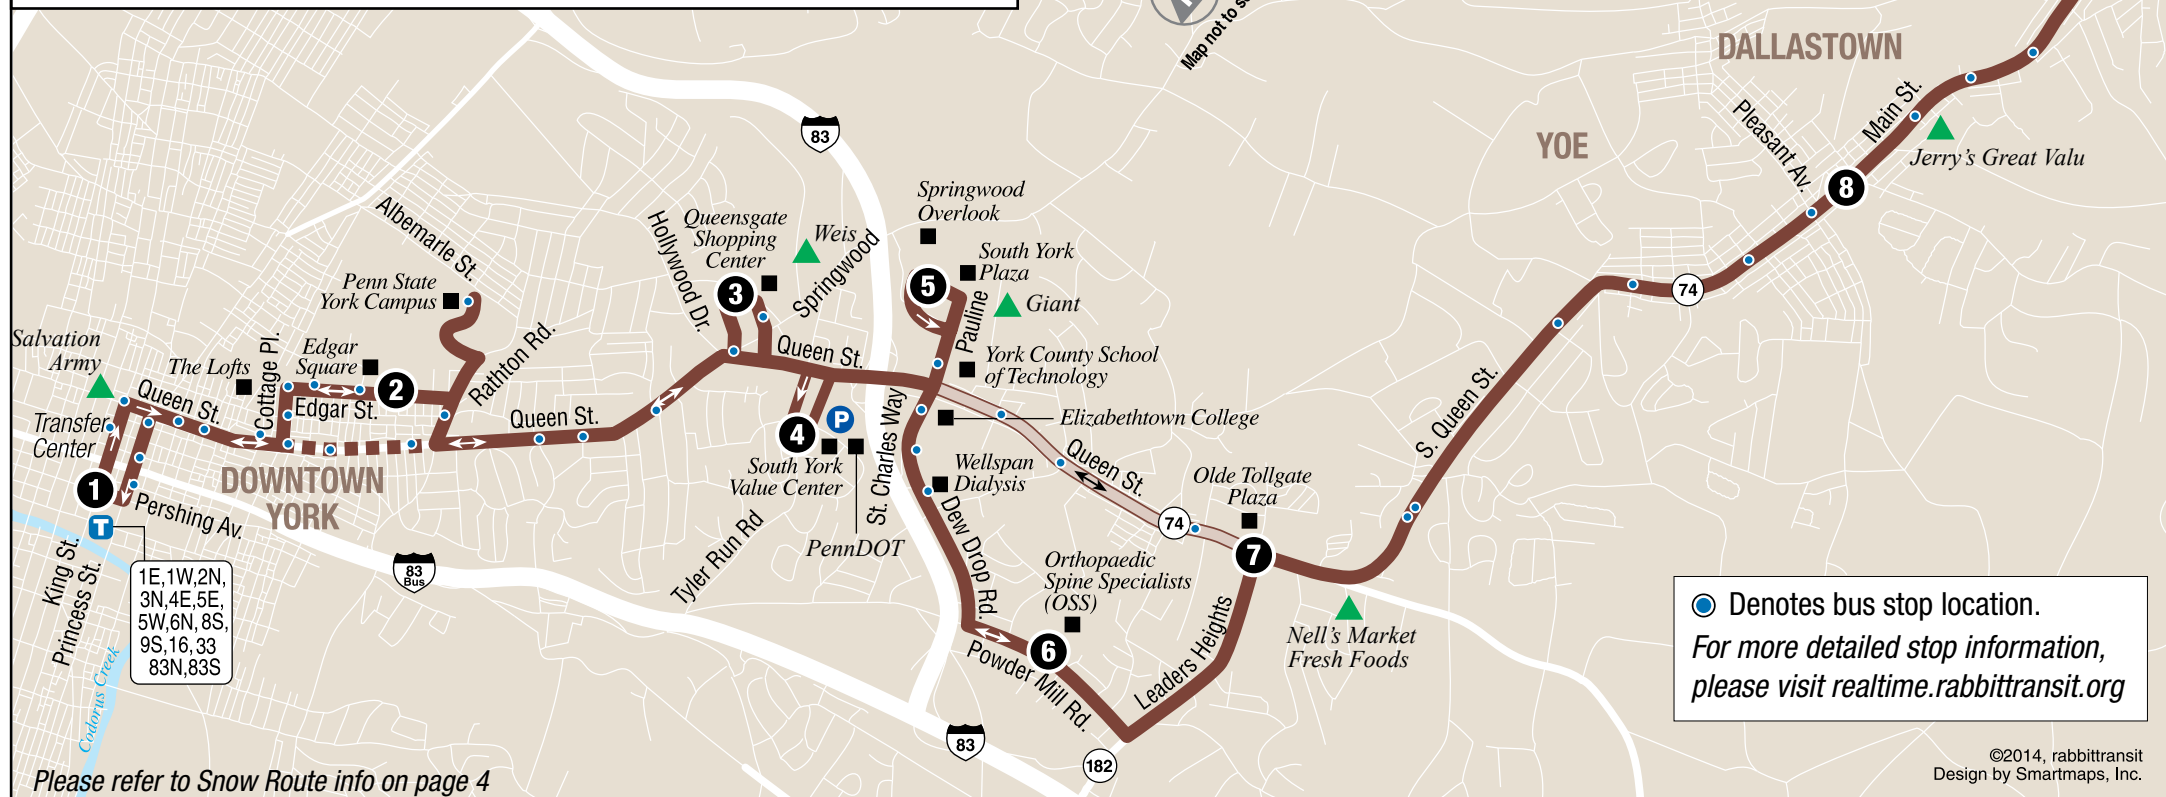 Map not to s
DALLASTOWN
YOE
Pleasant Av.
Main St.
8
Jerry's Great Valu
83
Albemarle St.
Penn State
York Campus
Hollywood Dr.
Queensgate
Shopping
Center
3
Weis
Springwood
Springwood
Overlook
5
South York
Plaza
Giant
Pauline
York County School
of Technology
Elizabethtown College
Salvation
Army
The Lofts
Cottage Pl.
Edgar
Square
2
Edgar St.
Rathton Rd.
Queen St.
Queen St.
Queen St.
Transfer
Center
1
T
Pershing Av.
DOWNTOWN
YORK
King St.
Princess St.
Codorus Creek
1E,1W,2N,
3N,4E,5E,
5W,6N,8S,
9S,16,33
83N,83S
83
Bus
4
P
South York
Value Center
PennDOT
Tyler Run Rd
St. Charles Way
Wellspan
Dialysis
Dew Drop Rd.
Queen St.
74
Olde Tollgate
Plaza
7
Orthopaedic
Spine Specialists
(OSS)
6
Powder Mill Rd.
Leaders Heights
182
83
Nell's Market
Fresh Foods
S. Queen St.
74
Denotes bus stop location.
For more detailed stop information,
please visit realtime.rabbittransit.org
©2014, rabbittransit
Design by Smartmaps, Inc.
Please refer to Snow Route info on page 4